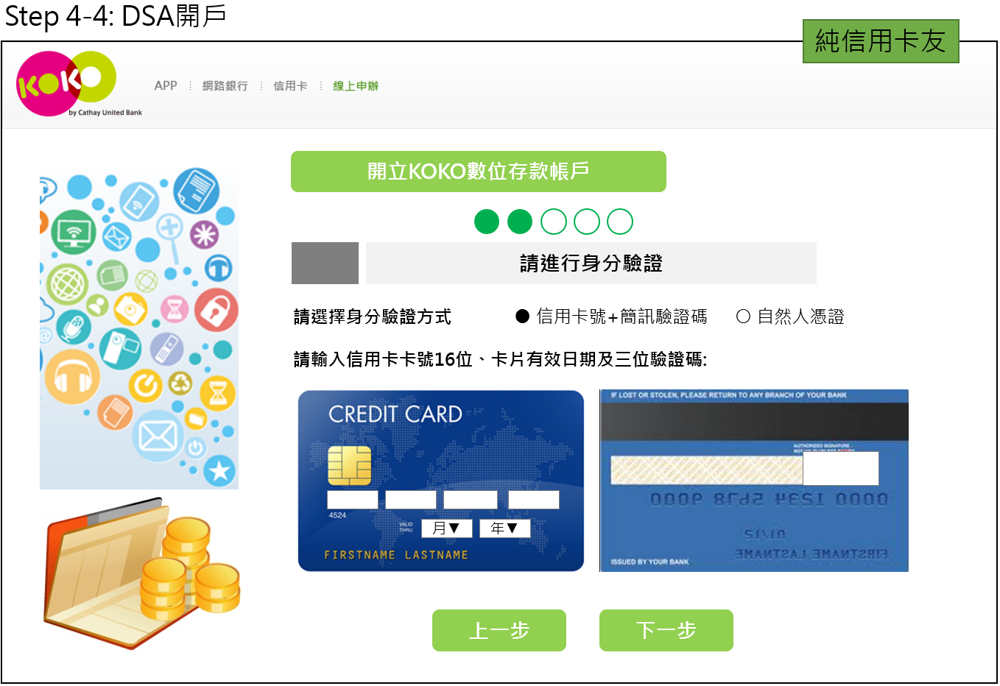 Step 4-4: DSA開戶
純信用卡友
KOKO
by Cathay United Bank
APP
網路銀行
信用卡
線上申辦
開立KOKO數位存款帳戶
請進行身分驗證
請選擇身分驗證方式
信用卡號+簡訊驗證碼
自然人憑證
請輸入信用卡卡號16位、卡片有效日期及三位驗證碼:
CREDIT CARD
4524
VALID
THRU
月▼
年▼
FIRSTNAME LASTNAME
IF LOST OR STOLEN, PLEASE RETURN TO ANY BRANCH OF YOUR BANK
AUTHORIZED SIGNATURE -
FIRSTNAME LASTNAME
ISSUED BY YOUR BANK
上一步
下一步